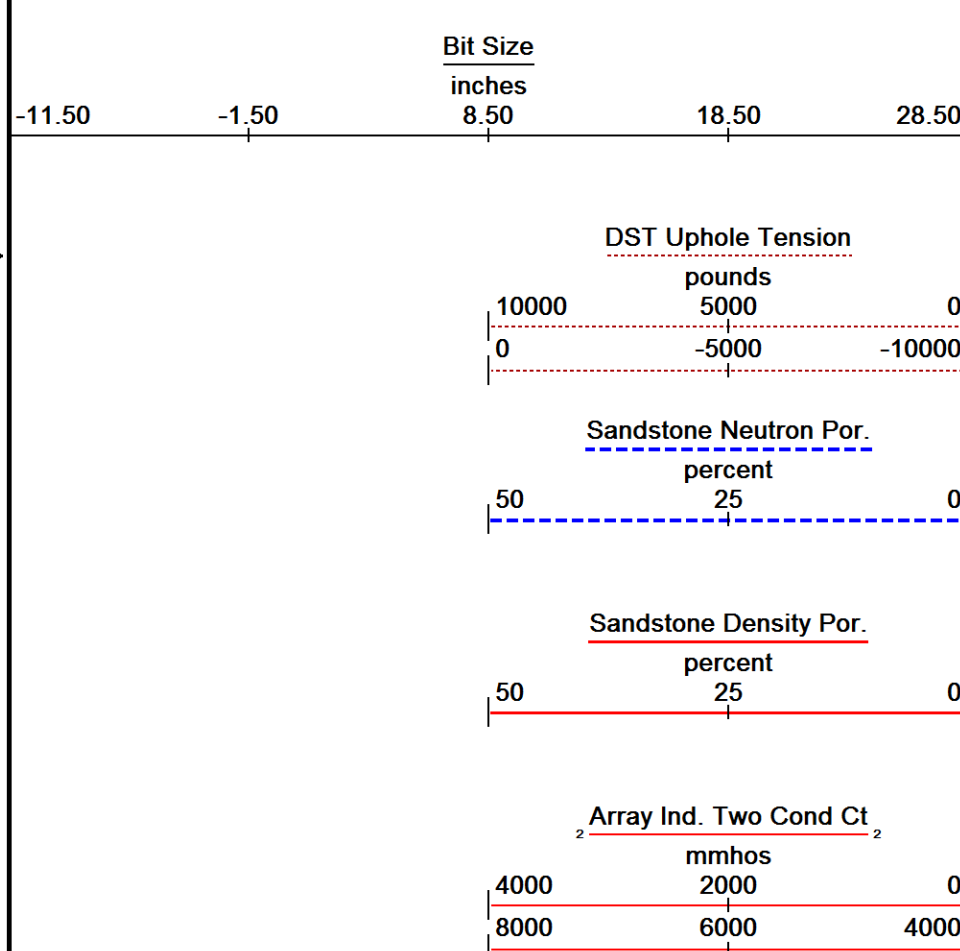 Bit Size
inches
-11.50 -1.50 8.50 18.50 28.50
DST Uphole Tension
pounds
10000 5000 0
0 -5000 -10000
Sandstone Neutron Por.
percent
50 25 0
Sandstone Density Por.
percent
50 25 0
2 Array Ind. Two Cond Ct 2
mmhos
4000 2000 0
8000 6000 4000